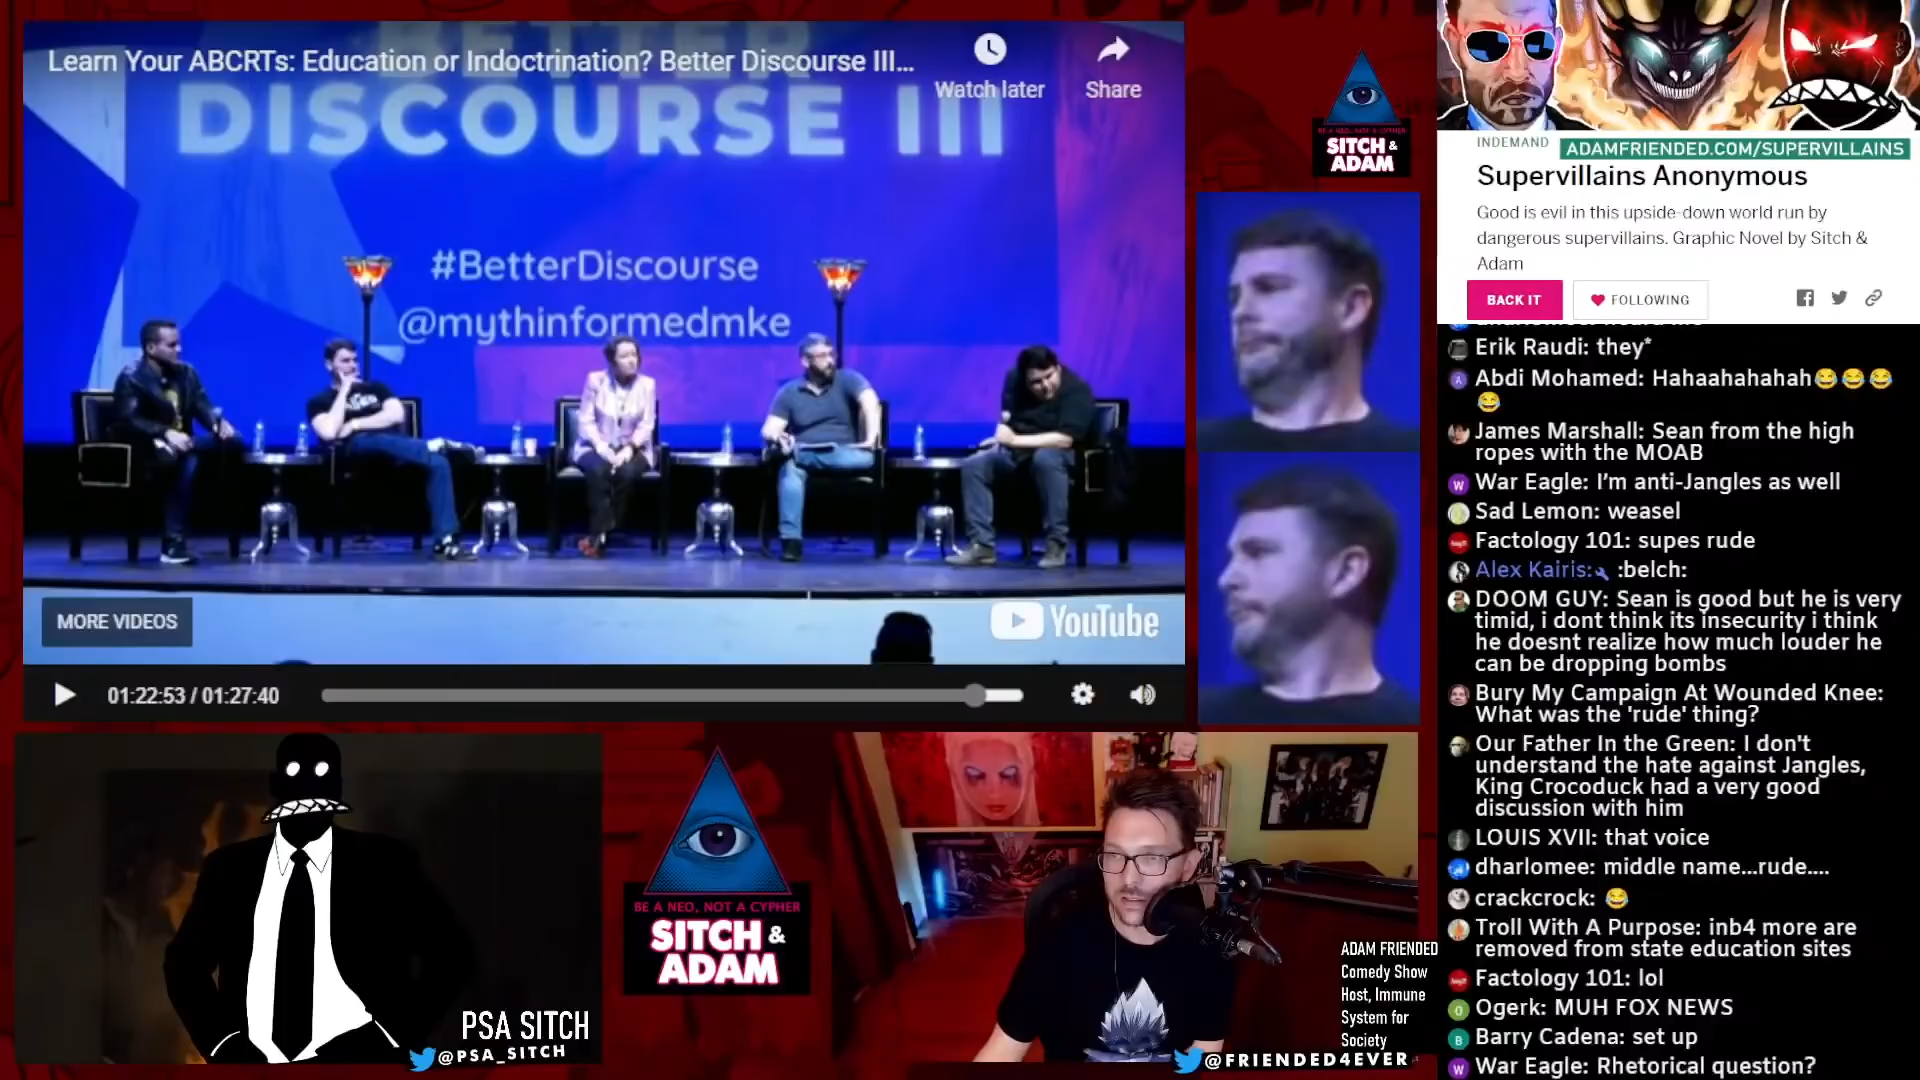 Learn Your ABCRTs: Education or Indoctrination? Better Discourse III...
Watch later
Share
BETTER
DISCOURSE III
#BetterDiscourse
@mythinformedmke
MORE VIDEOS
YouTube
01:22:53 / 01:27:40
BE A NEO, NOT A CYPHER
SITCH &
ADAM
PSA SITCH
@PSA_SITCH
BE A NEO, NOT A CYPHER
SITCH &
ADAM
ADAM FRIENDED
Comedy Show
Host, Immune
System for
Society
@FRIENDED4EVER
INDEMAND
ADAMFRIENDED.COM/SUPERVILLAINS
Supervillains Anonymous
Good is evil in this upside-down world run by
dangerous supervillains. Graphic Novel by Sitch &
Adam
BACK IT
FOLLOWING
Erik Raudi: they*
Abdi Mohamed: Hahaahahahah😂😂😂
😂
James Marshall: Sean from the high
ropes with the MOAB
War Eagle: I’m anti-Jangles as well
Sad Lemon: weasel
Factology 101: supes rude
Alex Kairis: :belch:
DOOM GUY: Sean is good but he is very
timid, i dont think its insecurity i think
he doesnt realize how much louder he
can be dropping bombs
Bury My Campaign At Wounded Knee:
What was the 'rude' thing?
Our Father In the Green: I don't
understand the hate against Jangles,
King Crocoduck had a very good
discussion with him
LOUIS XVII: that voice
dharlomee: middle name...rude....
crackcrock: 😂
Troll With A Purpose: inb4 more are
removed from state education sites
Factology 101: lol
Ogerk: MUH FOX NEWS
Barry Cadena: set up
War Eagle: Rhetorical question?